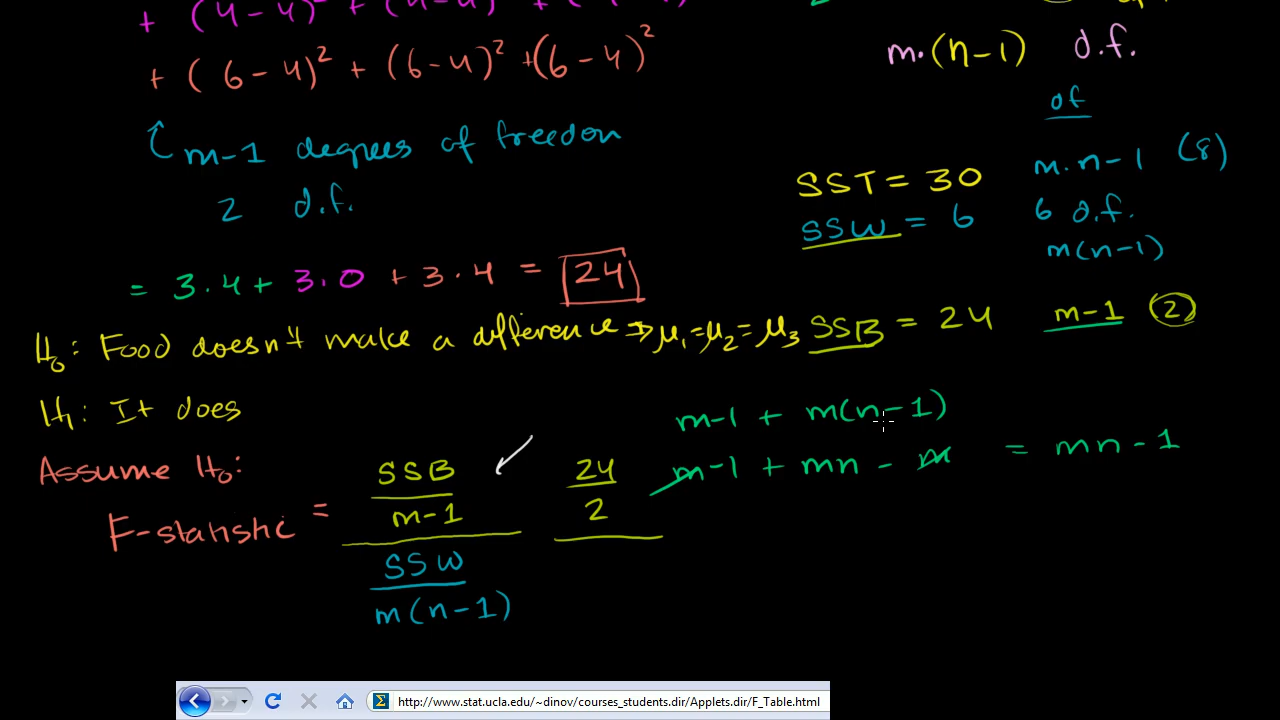 + (4-4)² +
+ (6-4)² + (6-4)² + (6-4)²
m·(n-1) d.f.
of
m-1 degrees of freedom
2 d.f.
SST = 30 m·n-1 (8)
SSW = 6 6 d.f.
m(n-1)
= 3·4 + 3·0 + 3·4 = 24
SSB = 24 m-1 2
H₀: Food doesn't make a difference ⇒ μ₁=μ₂=μ₃
H₁: It does
m-1 + m(n-1)
m-1 + mn - m = mn-1
Assume H₀:
F-statistic = SSB
m-1
SSW
m(n-1)
24
2
http://www.stat.ucla.edu/~dinov/courses_students.dir/Applets.dir/F_Table.html